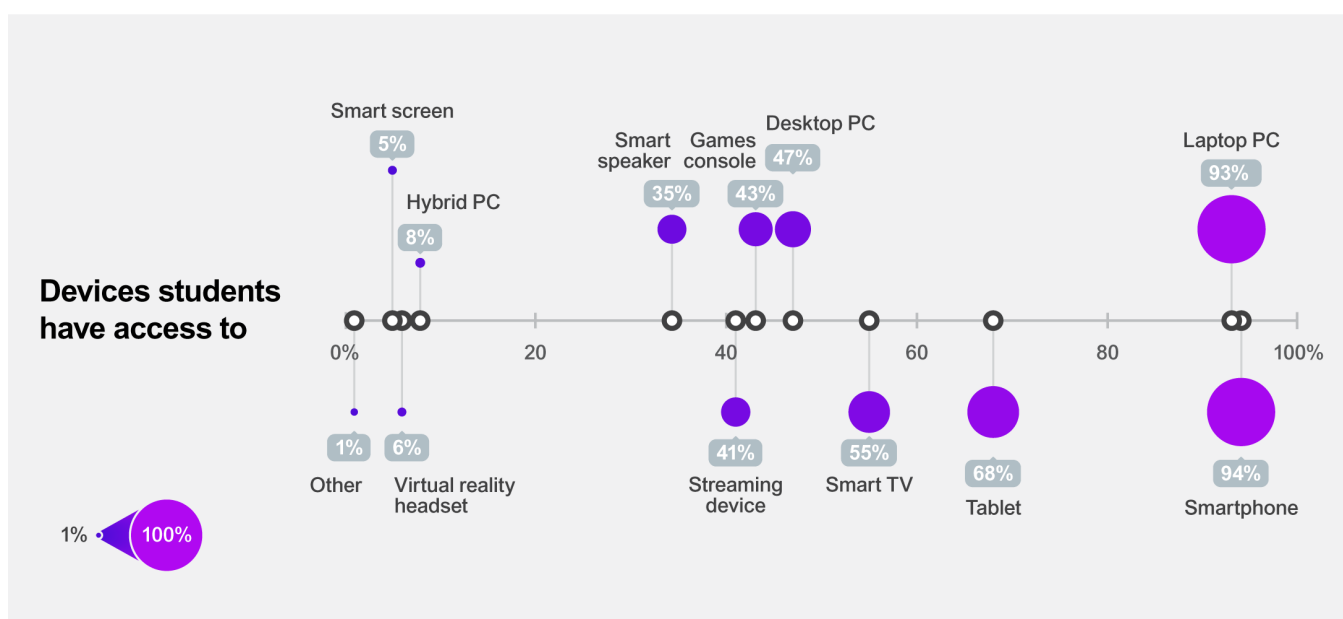 Smart screen
5%
Hybrid PC
8%
Smart
speaker
35%
Games
console
43%
Desktop PC
47%
Laptop PC
93%
Devices students
have access to
0%
20
40
60
80
100%
1%
Other
6%
Virtual reality
headset
41%
Streaming
device
55%
Smart TV
68%
Tablet
94%
Smartphone
1%
100%